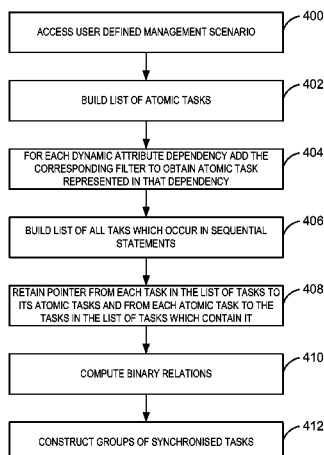 ACCESS USER DEFINED MANAGEMENT SCENARIO
400
BUILD LIST OF ATOMIC TASKS
402
FOR EACH DYNAMIC ATTRIBUTE DEPENDENCY ADD THE
CORRESPONDING FILTER TO OBTAIN ATOMIC TASK
REPRESENTED IN THAT DEPENDENCY
404
BUILD LIST OF ALL TAKS WHICH OCCUR IN SEQUENTIAL
STATEMENTS
406
RETAIN POINTER FROM EACH TASK IN THE LIST OF TASKS TO
ITS ATOMIC TASKS AND FROM EACH ATOMIC TASK TO THE
TASKS IN THE LIST OF TASKS WHICH CONTAIN IT
408
COMPUTE BINARY RELATIONS
410
CONSTRUCT GROUPS OF SYNCHRONISED TASKS
412